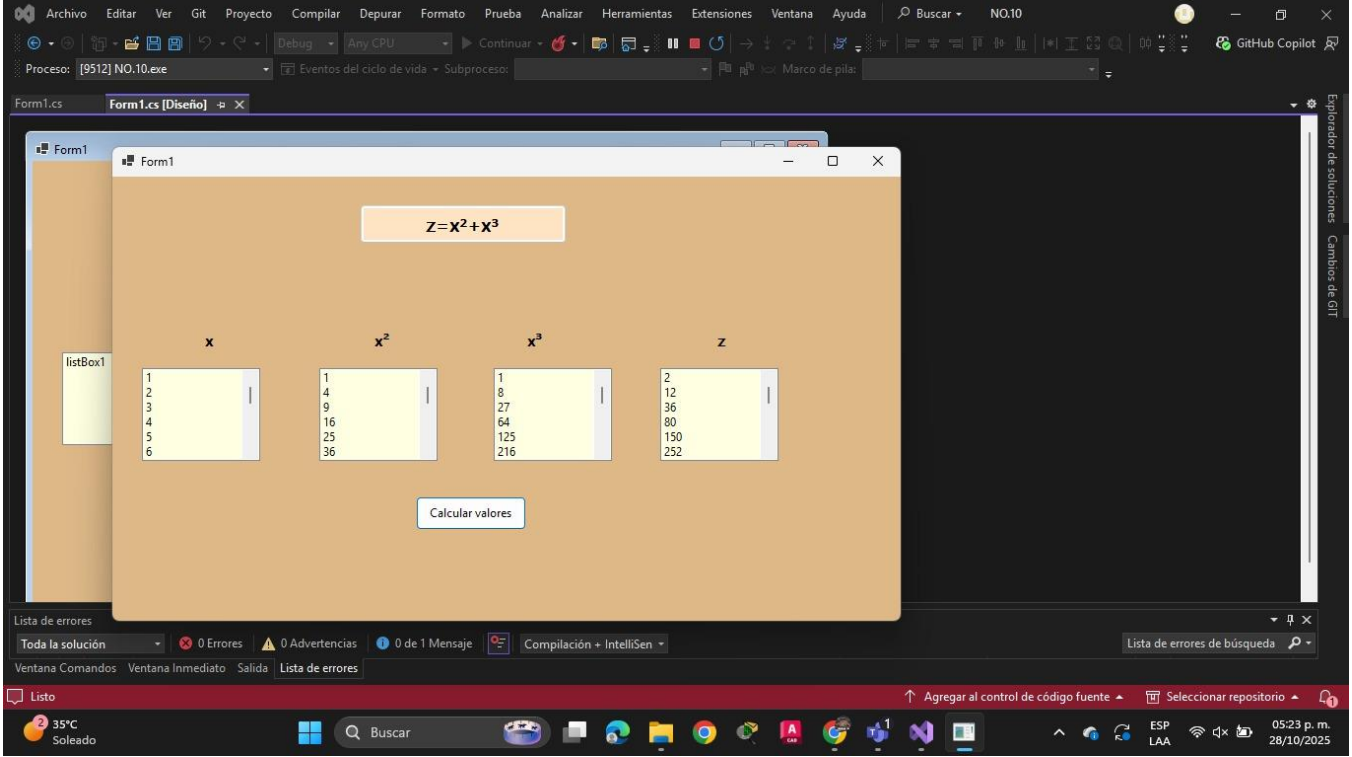 Archivo Editar Ver Git Proyecto Compilar Depurar Formato Prueba Analizar Herramientas Extensiones Ventana Ayuda Buscar NO.10
Debug Any CPU Continuar GitHub Copilot
Proceso: [9512] NO.10.exe Eventos del ciclo de vida Subproceso: Marco de pila:
Form1.cs Form1.cs [Diseño]
Explorador de soluciones Cambios de GIT
Form1
Form1
z=x²+x³
x x² x³ z
listBox1
1 1 1 2
2 4 8 12
3 9 27 36
4 16 64 80
5 25 125 150
6 36 216 252
Calcular valores
Lista de errores
Toda la solución 0 Errores 0 Advertencias 0 de 1 Mensaje Compilación + IntelliSen Lista de errores de búsqueda
Ventana Comandos Ventana Inmediato Salida Lista de errores
Listo Agregar al control de código fuente Seleccionar repositorio 1
2 35°C Soleado Buscar 1 ESP LAA 05:23 p. m. 28/10/2025